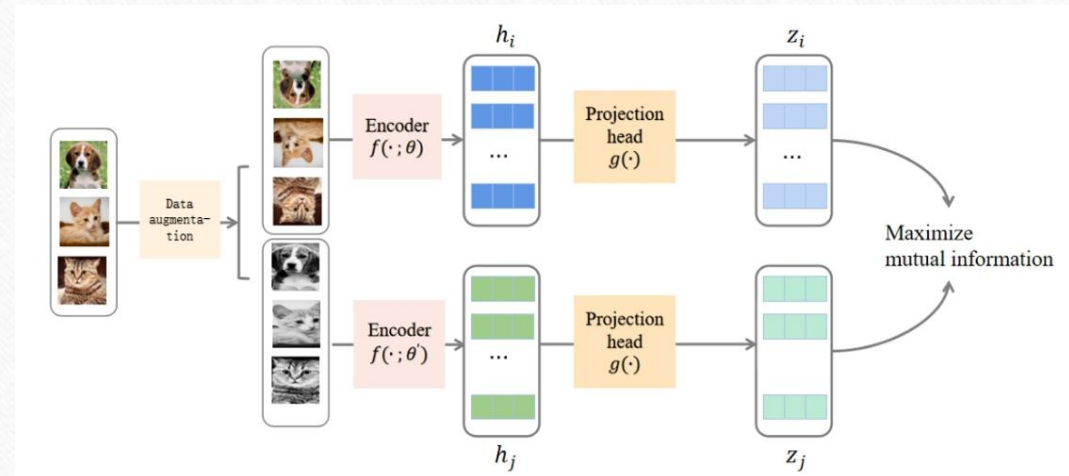 h_i
z_i
Encoder
f(·; θ)
Projection
head
g(·)
...
...
Data
augmenta-
tion
Maximize
mutual information
Encoder
f(·; θ')
Projection
head
g(·)
...
h_j
z_j